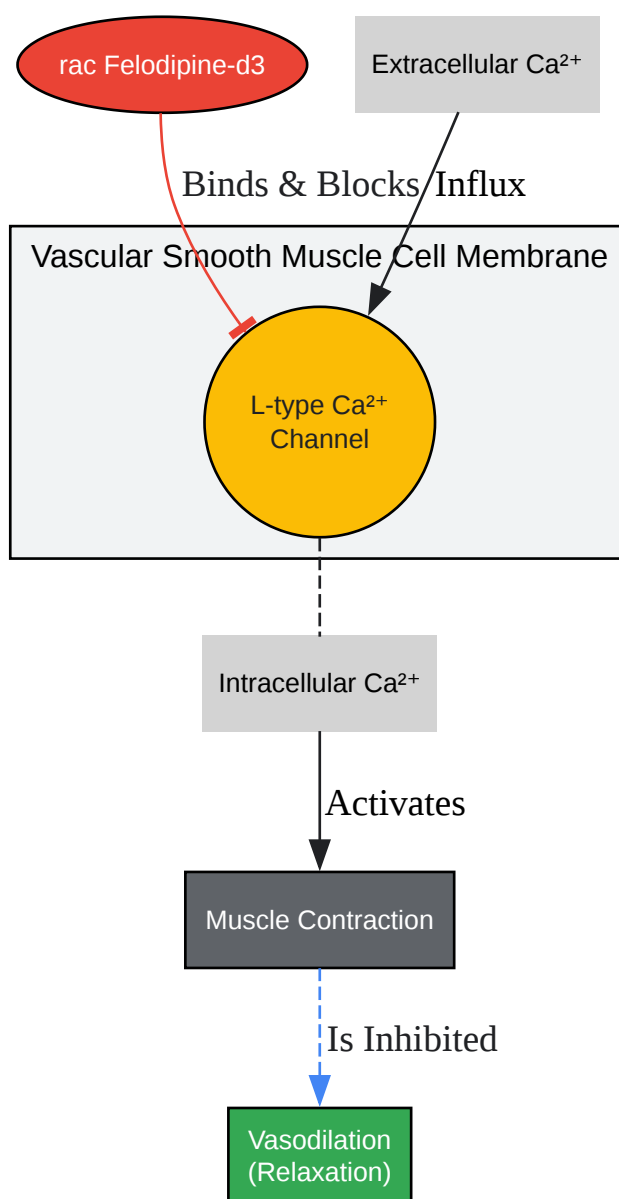 rac Felodipine-d3
Extracellular Ca²⁺
Binds & Blocks
Influx
Vascular Smooth Muscle Cell Membrane
L-type Ca²⁺
Channel
Intracellular Ca²⁺
Activates
Muscle Contraction
Is Inhibited
Vasodilation
(Relaxation)